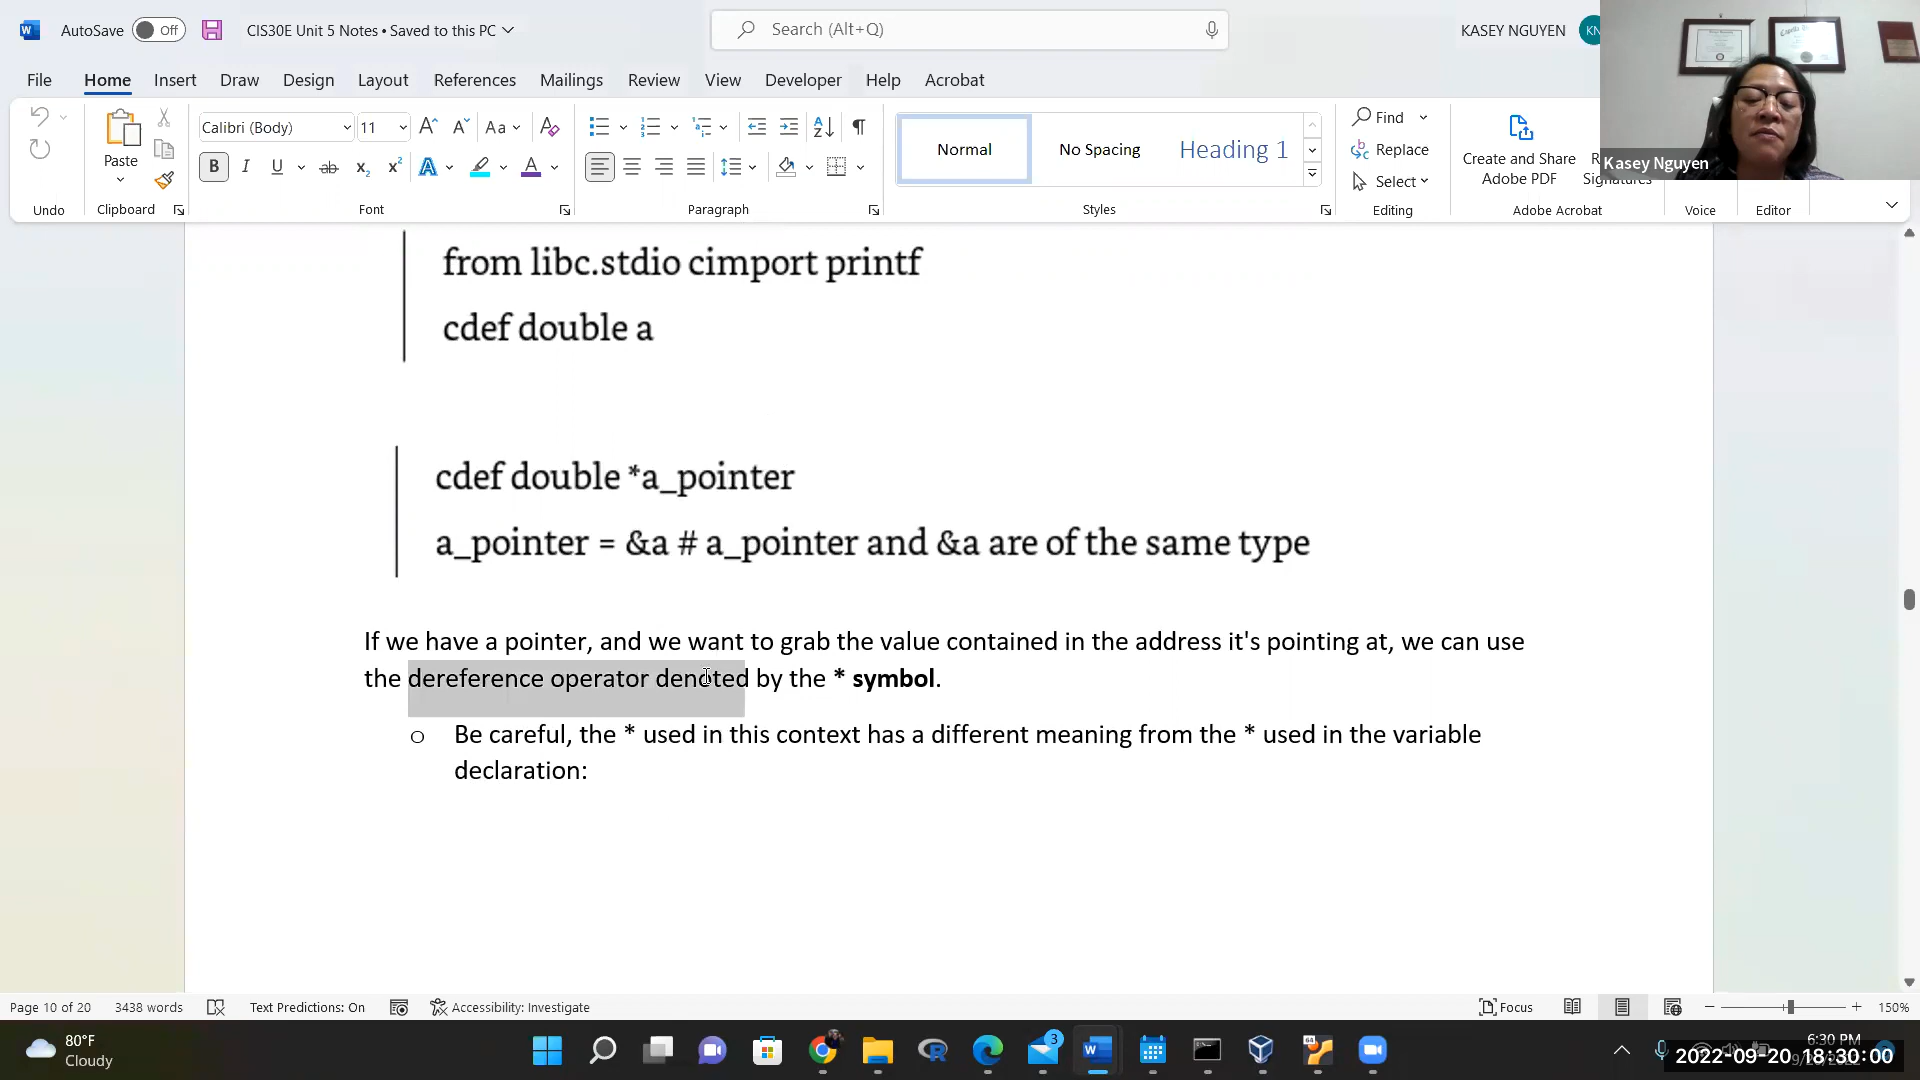 AutoSave Off CIS30E Unit 5 Notes • Saved to this PC Search (Alt+Q) KASEY NGUYEN KN
File Home Insert Draw Design Layout References Mailings Review View Developer Help Acrobat
Calibri (Body) 11 Aa
Paste
Normal No Spacing Heading 1
Find
Replace
Select
Create and Share
Adobe PDF
Signatures
Kasey Nguyen
Undo Clipboard Font Paragraph Styles Editing Adobe Acrobat Voice Editor
from libc.stdio cimport printf
cdef double a
cdef double *a_pointer
a_pointer = &a # a_pointer and &a are of the same type
If we have a pointer, and we want to grab the value contained in the address it's pointing at, we can use
the dereference operator denoted by the * symbol.
o Be careful, the * used in this context has a different meaning from the * used in the variable
declaration:
Page 10 of 20 3438 words Text Predictions: On Accessibility: Investigate Focus 150%
80°F
Cloudy
3
64
6:30 PM
2022-09-20 18:30:00